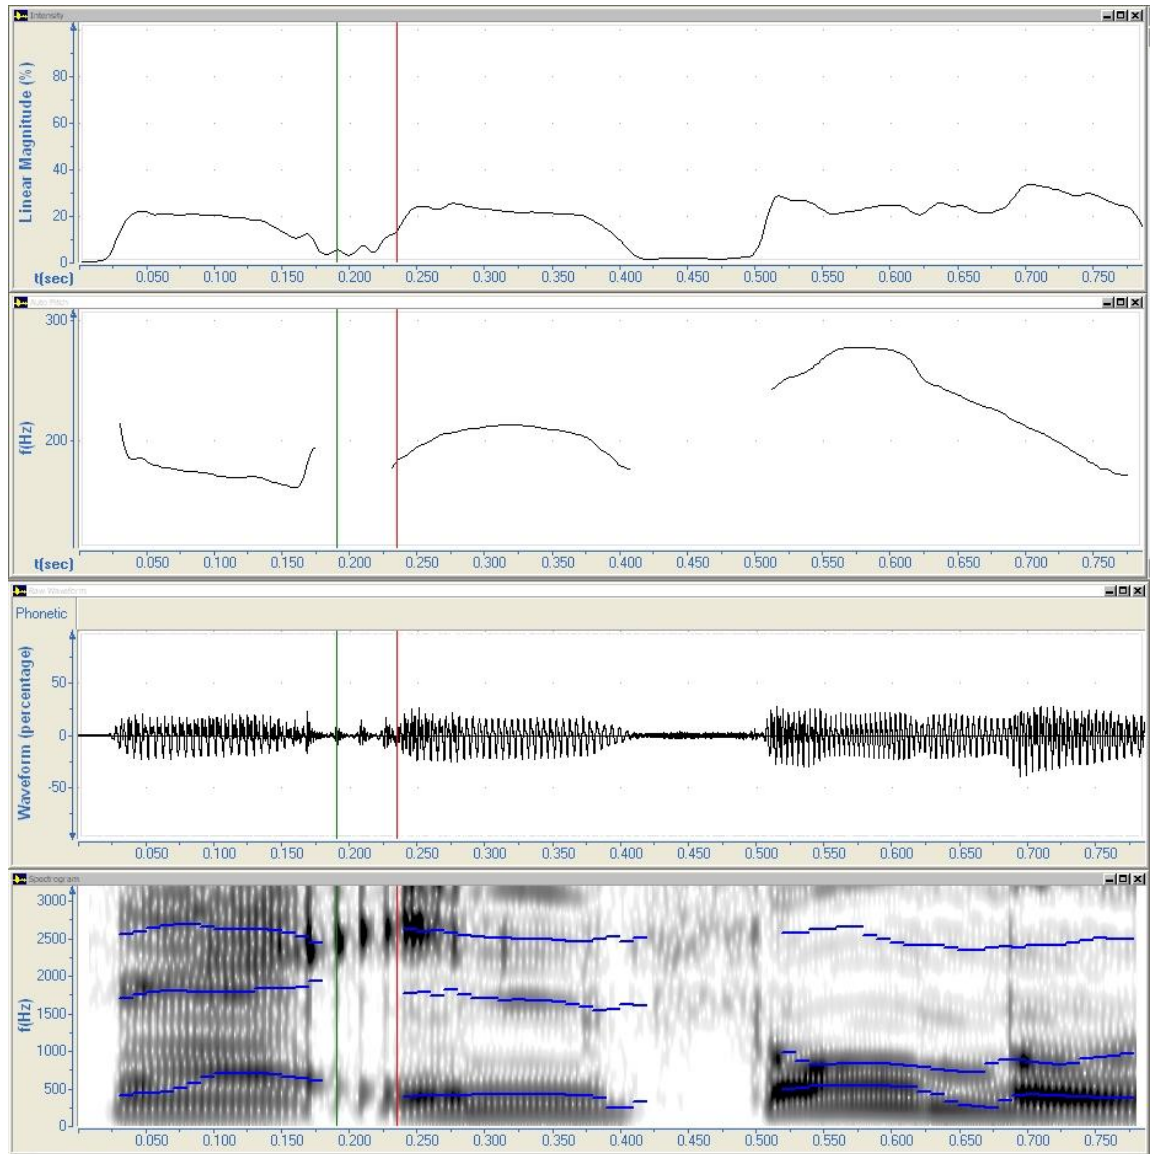 Intensity
Linear Magnitude (%)
80
60
40
20
0
t(sec)
0.050 0.100 0.150 0.200 0.250 0.300 0.350 0.400 0.450 0.500 0.550 0.600 0.650 0.700 0.750
Auto Pitch
f(Hz)
300
200
t(sec)
0.050 0.100 0.150 0.200 0.250 0.300 0.350 0.400 0.450 0.500 0.550 0.600 0.650 0.700 0.750
Raw Waveform
Phonetic
Waveform (percentage)
50
0
-50
0.050 0.100 0.150 0.200 0.250 0.300 0.350 0.400 0.450 0.500 0.550 0.600 0.650 0.700 0.750
Spectrogram
f(Hz)
3000
2500
2000
1500
1000
500
0
0.050 0.100 0.150 0.200 0.250 0.300 0.350 0.400 0.450 0.500 0.550 0.600 0.650 0.700 0.750